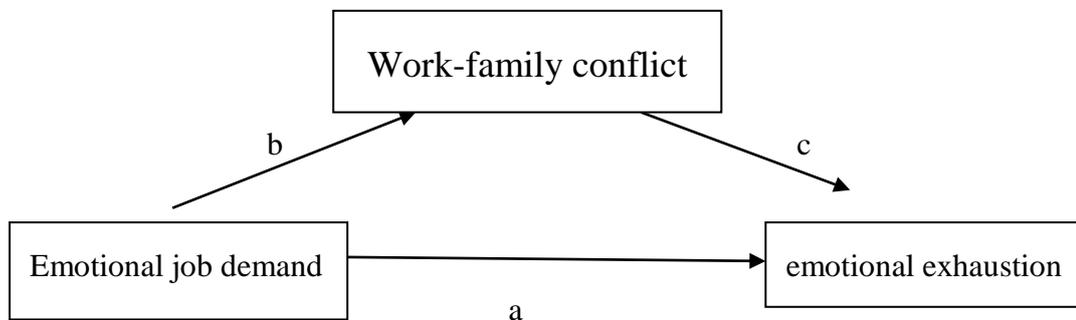 Work-family conflict
b
c
Emotional job demand
emotional exhaustion
a